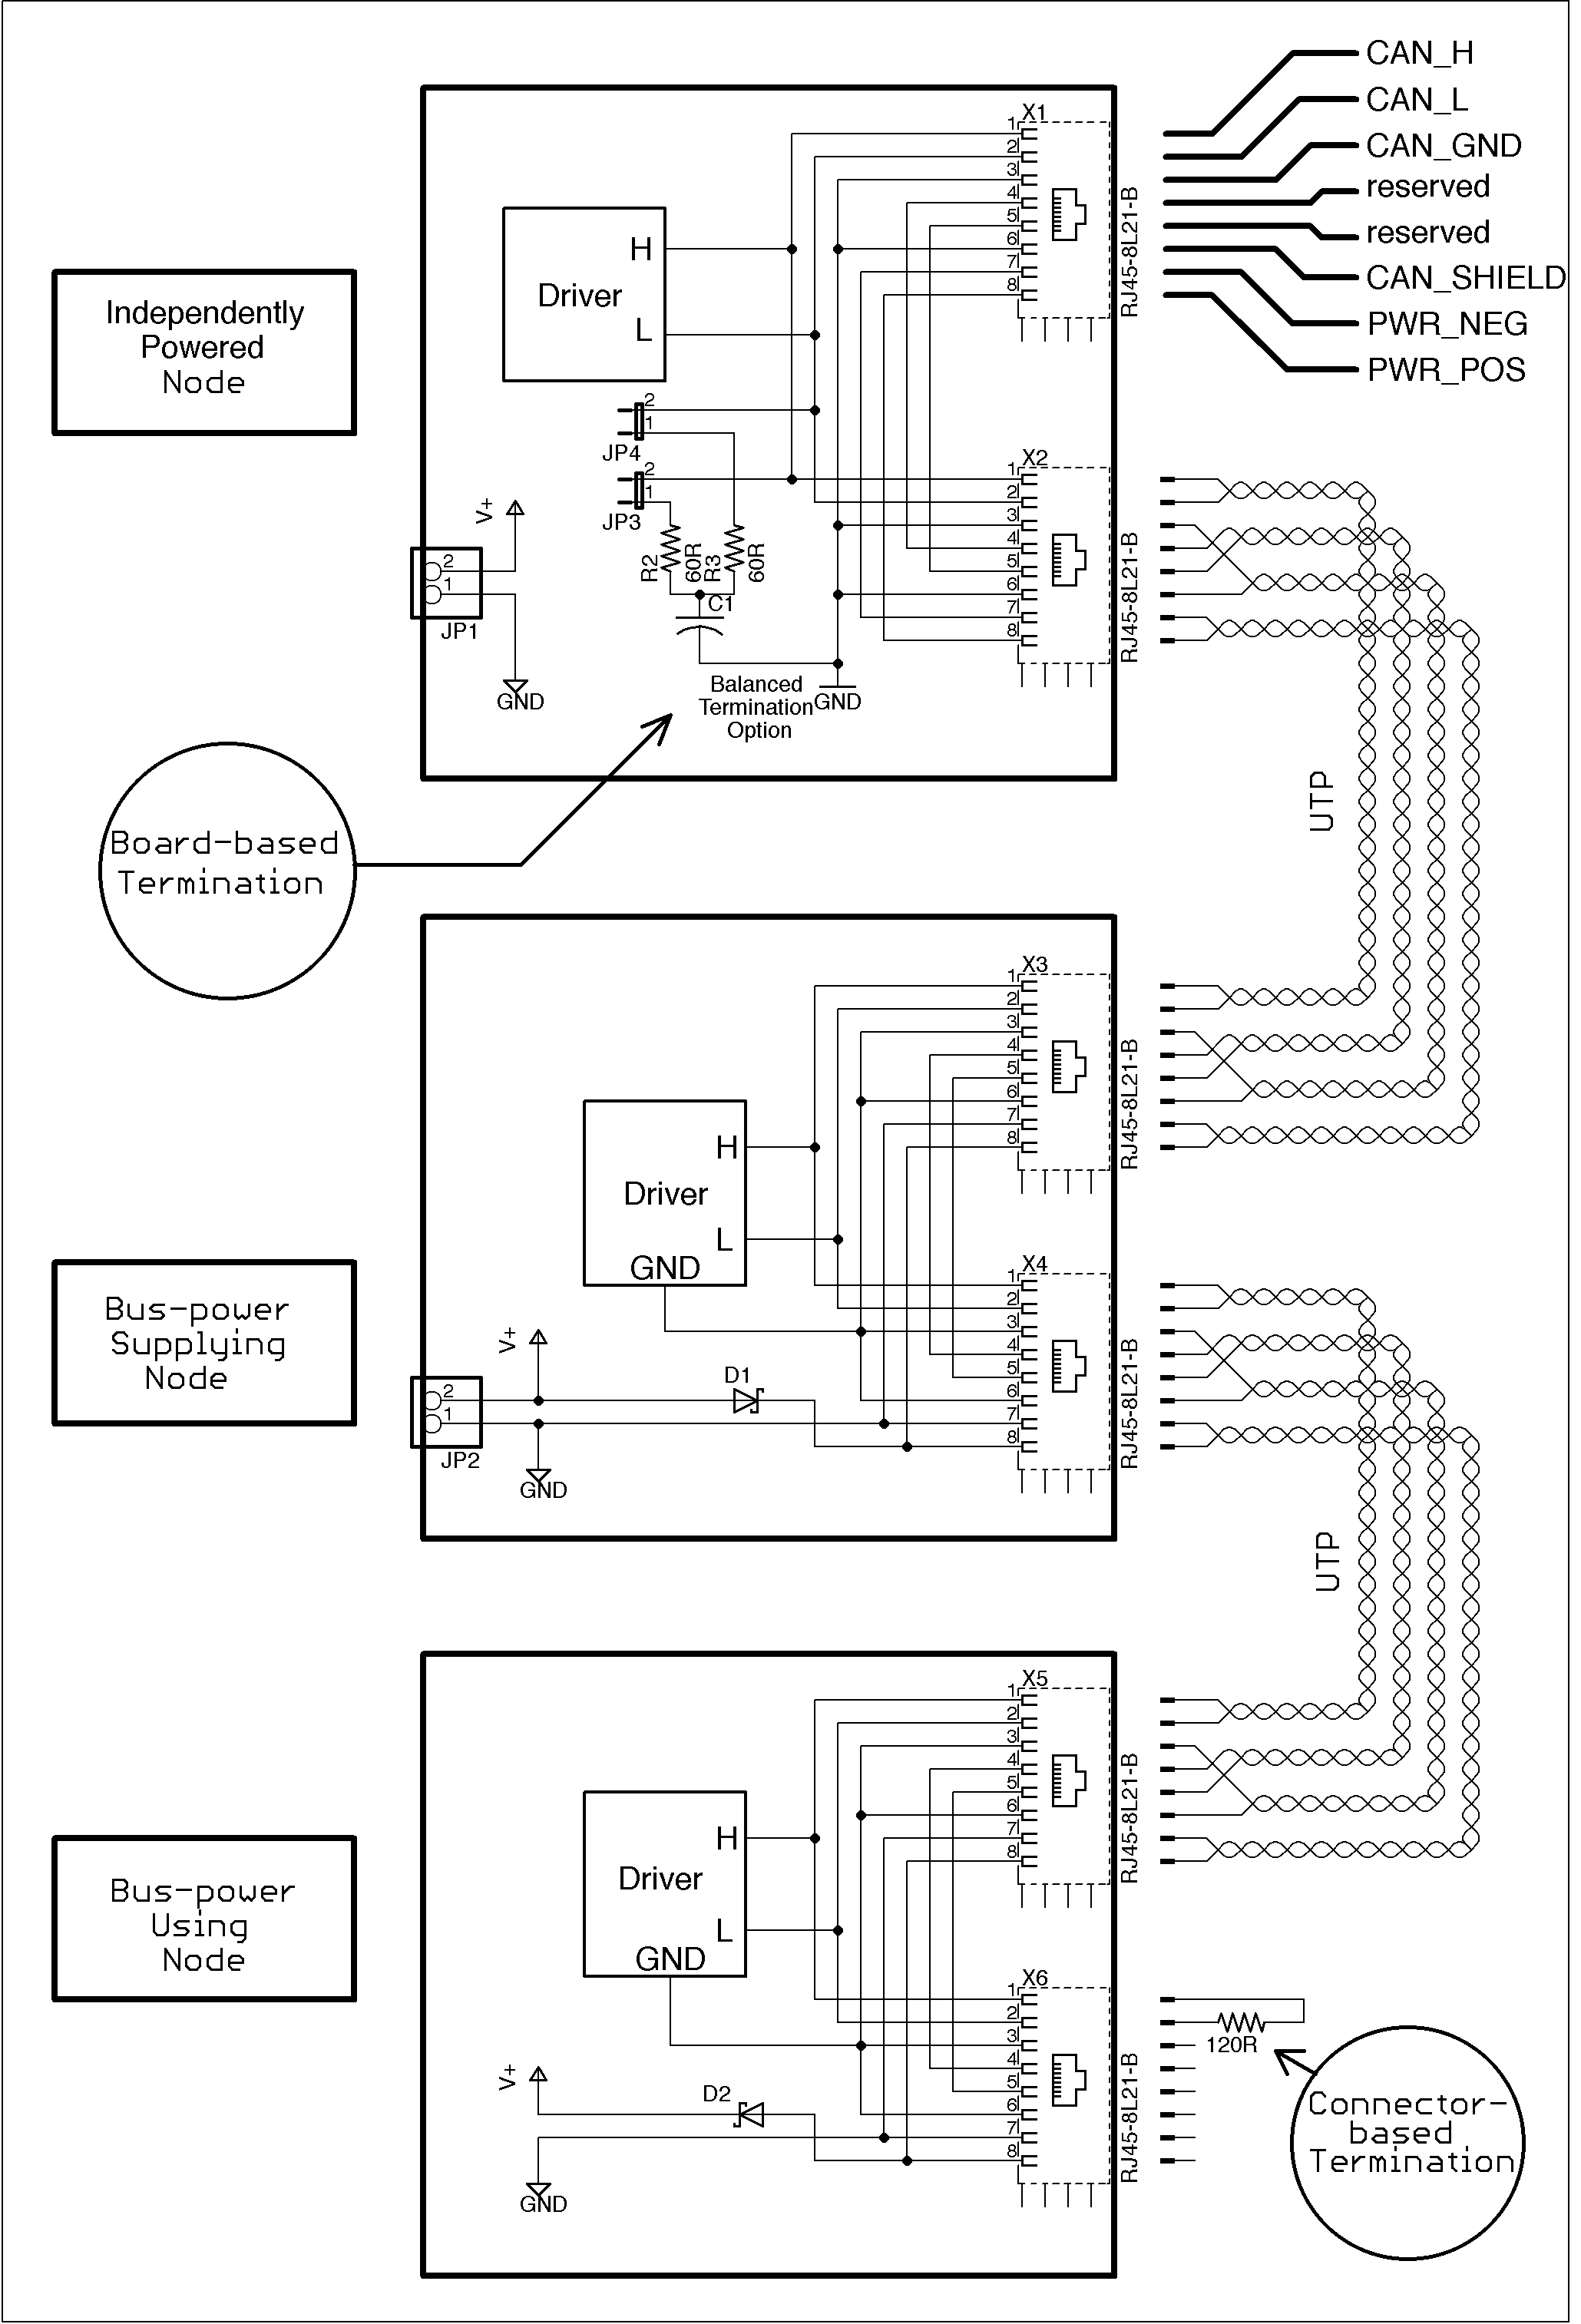 CAN_H
CAN_L
CAN_GND
reserved
reserved
CAN_SHIELD
PWR_NEG
PWR_POS
Independently
Powered
Node
X1
1
2
3
4
5
6
7
8
RJ45-8L21-B
H
Driver
L
2
1
JP4
2
1
JP3
R2
60R
R3
60R
C1
V+
2
1
JP1
GND
Balanced
Termination
Option
GND
X2
1
2
3
4
5
6
7
8
RJ45-8L21-B
UTP
Board-based
Termination
X3
1
2
3
4
5
6
7
8
RJ45-8L21-B
H
Driver
L
GND
Bus-power
Supplying
Node
V+
D1
2
1
JP2
GND
X4
1
2
3
4
5
6
7
8
RJ45-8L21-B
UTP
X5
1
2
3
4
5
6
7
8
RJ45-8L21-B
H
Driver
L
GND
Bus-power
Using
Node
V+
D2
GND
X6
1
2
3
4
5
6
7
8
RJ45-8L21-B
120R
Connector-
based
Termination